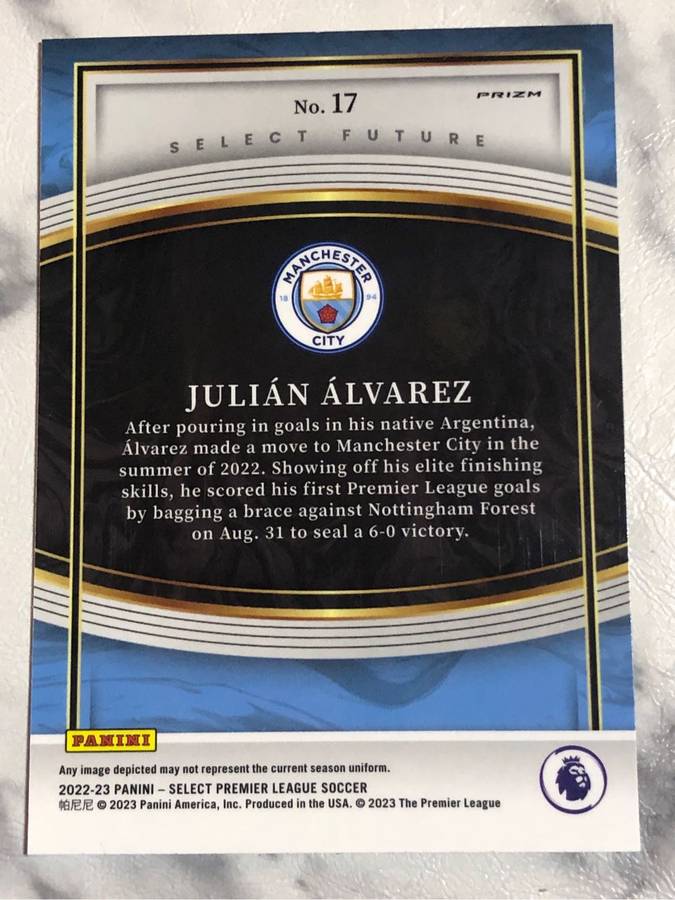 No. 17
PRIZM
SELECT FUTURE
MANCHESTER
18 94
CITY
JULIÁN ÁLVAREZ
After pouring in goals in his native Argentina,
Álvarez made a move to Manchester City in the
summer of 2022. Showing off his elite finishing
skills, he scored his first Premier League goals
by bagging a brace against Nottingham Forest
on Aug. 31 to seal a 6-0 victory.
PANINI
Any image depicted may not represent the current season uniform.
2022-23 PANINI – SELECT PREMIER LEAGUE SOCCER
帕尼尼 © 2023 Panini America, Inc. Produced in the USA. © 2023 The Premier League